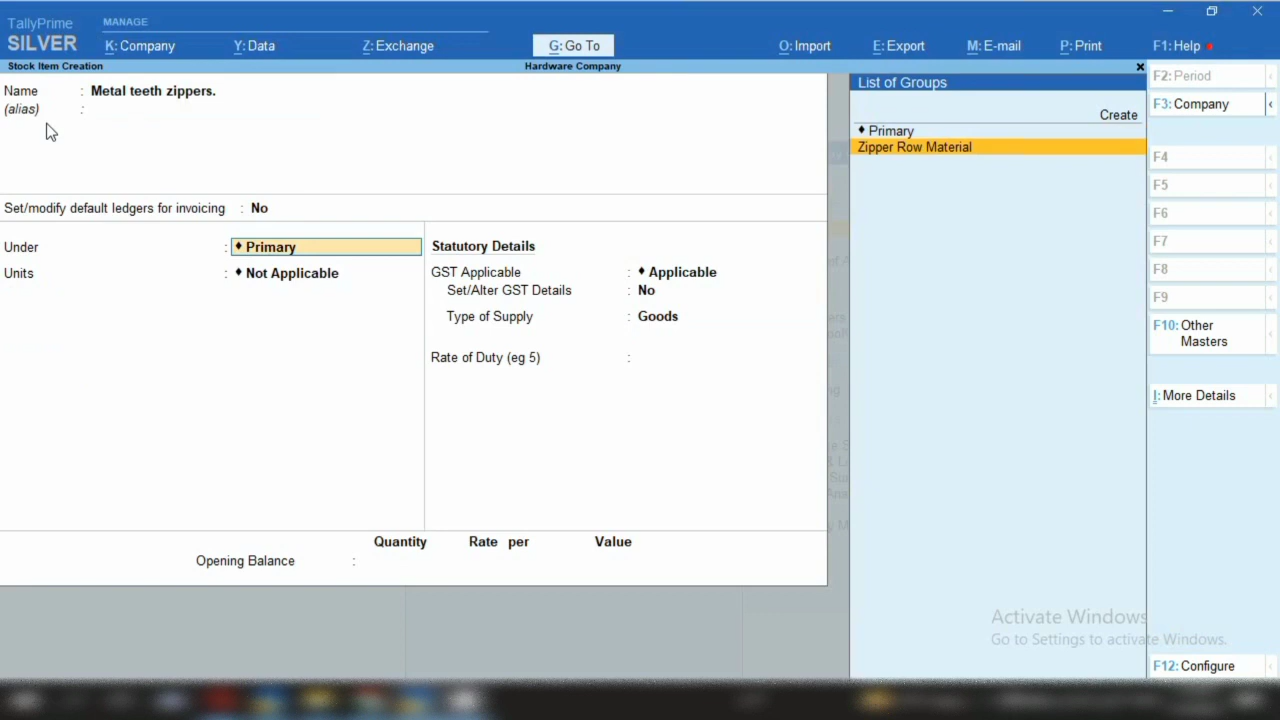 TallyPrime
SILVER
MANAGE
K: Company
Y: Data
Z: Exchange
G: Go To
O: Import
E: Export
M: E-mail
P: Print
F1: Help
Stock Item Creation
Hardware Company
Name : Metal teeth zippers.
(alias) :
Set/modify default ledgers for invoicing : No
Under : ♦ Primary
Units : ♦ Not Applicable
Statutory Details
GST Applicable : ♦ Applicable
Set/Alter GST Details : No
Type of Supply : Goods
Rate of Duty (eg 5) :
Quantity Rate per Value
Opening Balance :
List of Groups
Create
♦ Primary
Zipper Row Material
F2: Period
F3: Company
F4
F5
F6
F7
F8
F9
F10: Other
Masters
I: More Details
F12: Configure
Activate Windows
Go to Settings to activate Windows.